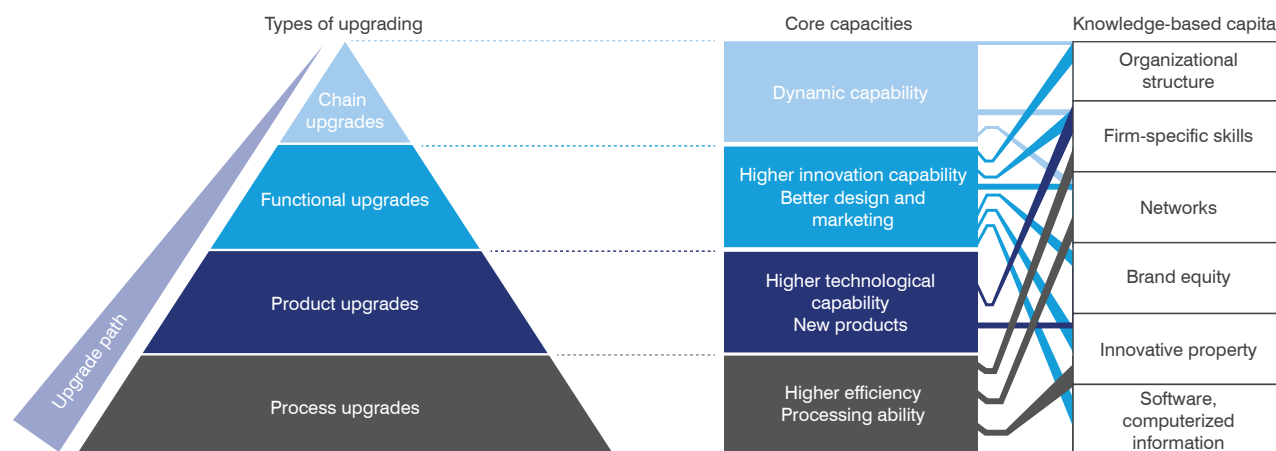 Types of upgrading
Core capacities
Knowledge-based capita
Chain
upgrades
Functional upgrades
Product upgrades
Process upgrades
Upgrade path
Dynamic capability
Higher innovation capability
Better design and
marketing
Higher technological
capability
New products
Higher efficiency
Processing ability
Organizational
structure
Firm-specific skills
Networks
Brand equity
Innovative property
Software,
computerized
information